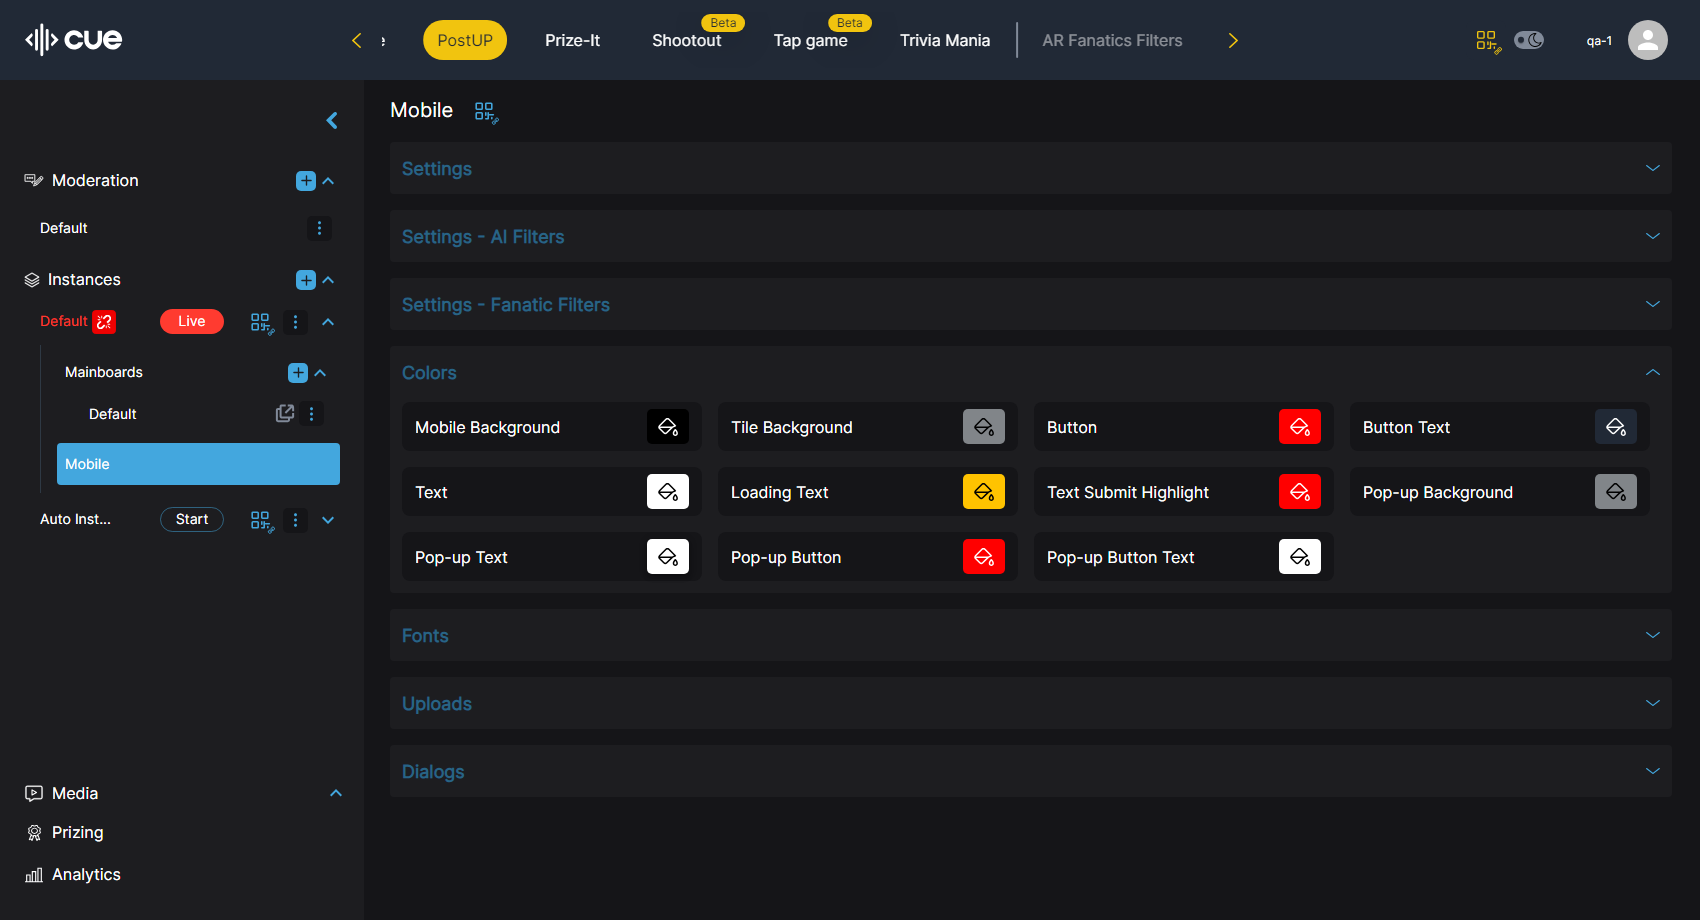 cue
e
PostUP
Prize-It
Shootout
Beta
Tap game
Beta
Trivia Mania
AR Fanatics Filters
qa-1
Moderation
Default
Instances
Default
Live
Mainboards
Default
Mobile
Auto Inst...
Start
Media
Prizing
Analytics
Mobile
Settings
Settings - AI Filters
Settings - Fanatic Filters
Colors
Mobile Background
Tile Background
Button
Button Text
Text
Loading Text
Text Submit Highlight
Pop-up Background
Pop-up Text
Pop-up Button
Pop-up Button Text
Fonts
Uploads
Dialogs